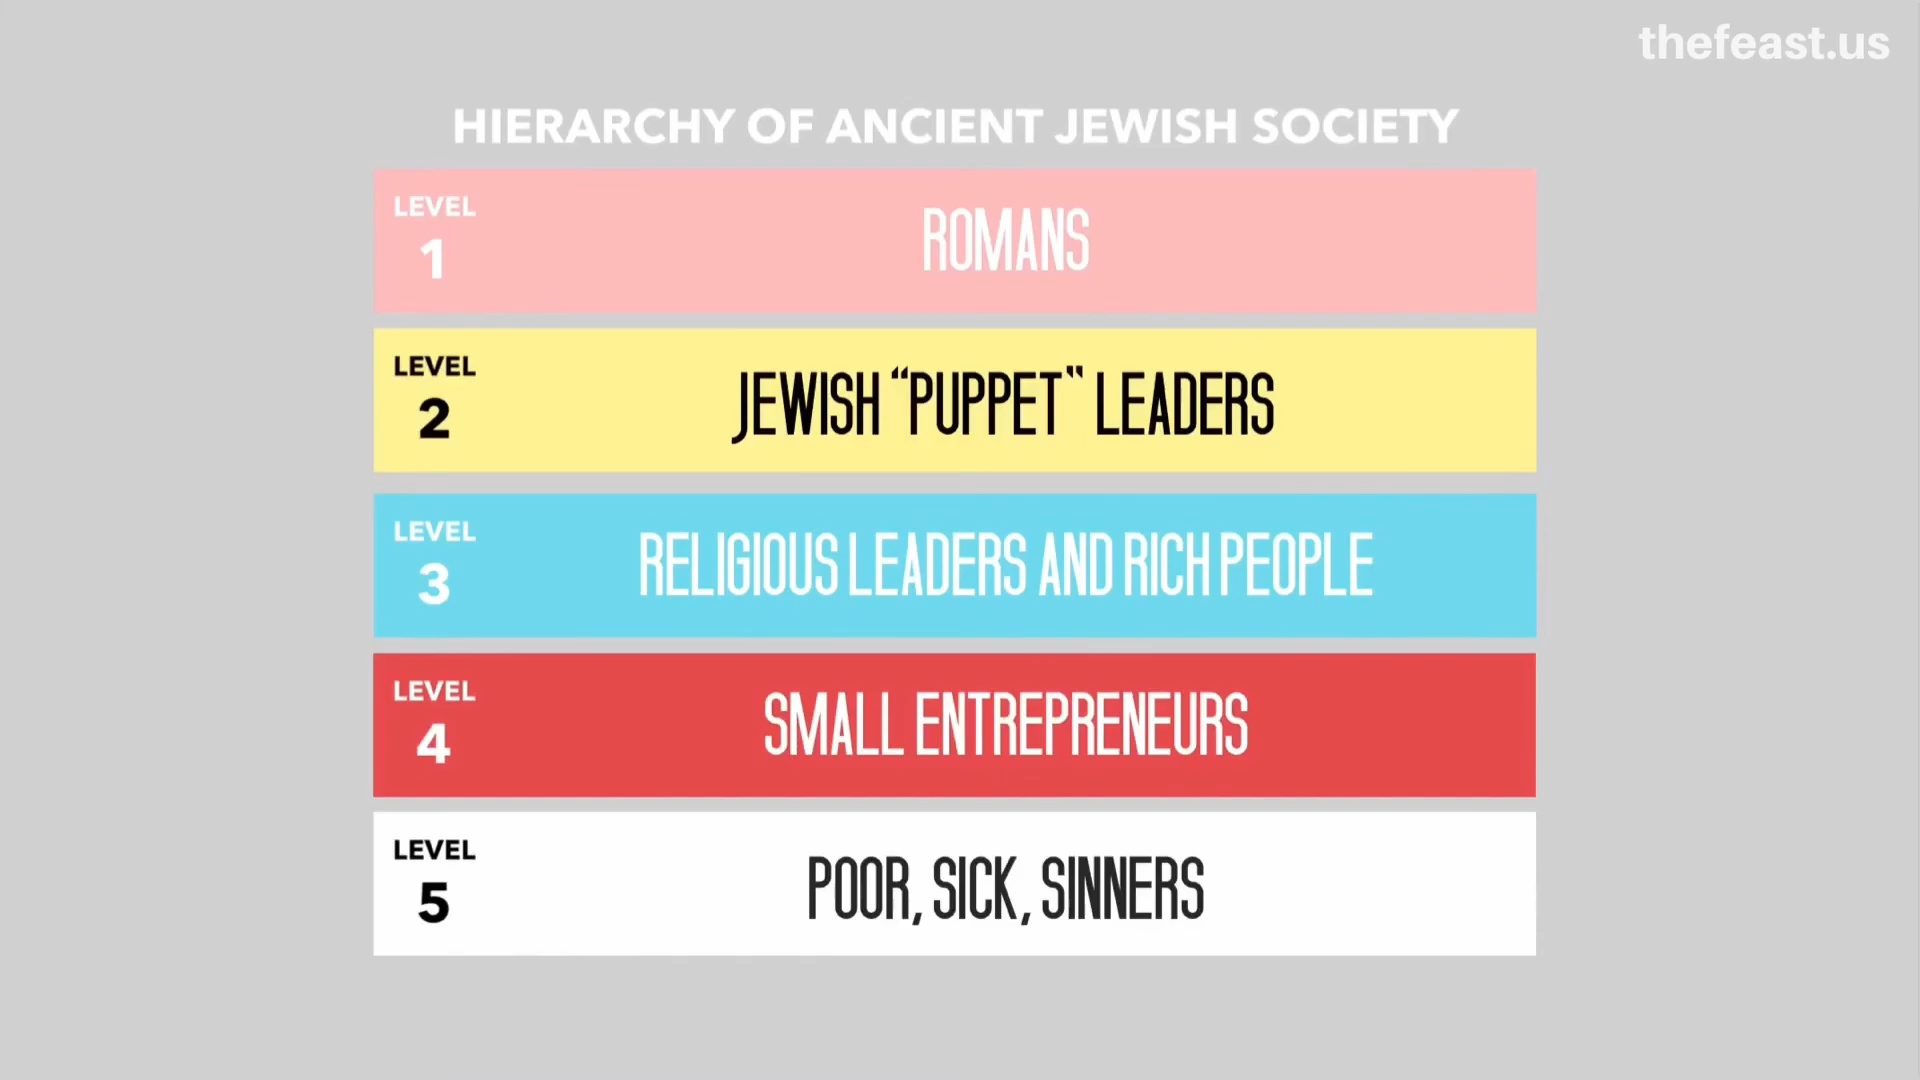 thefeast.us
HIERARCHY OF ANCIENT JEWISH SOCIETY
LEVEL
1
ROMANS
LEVEL
2
JEWISH “PUPPET” LEADERS
LEVEL
3
RELIGIOUS LEADERS AND RICH PEOPLE
LEVEL
4
SMALL ENTREPRENEURS
LEVEL
5
POOR, SICK, SINNERS